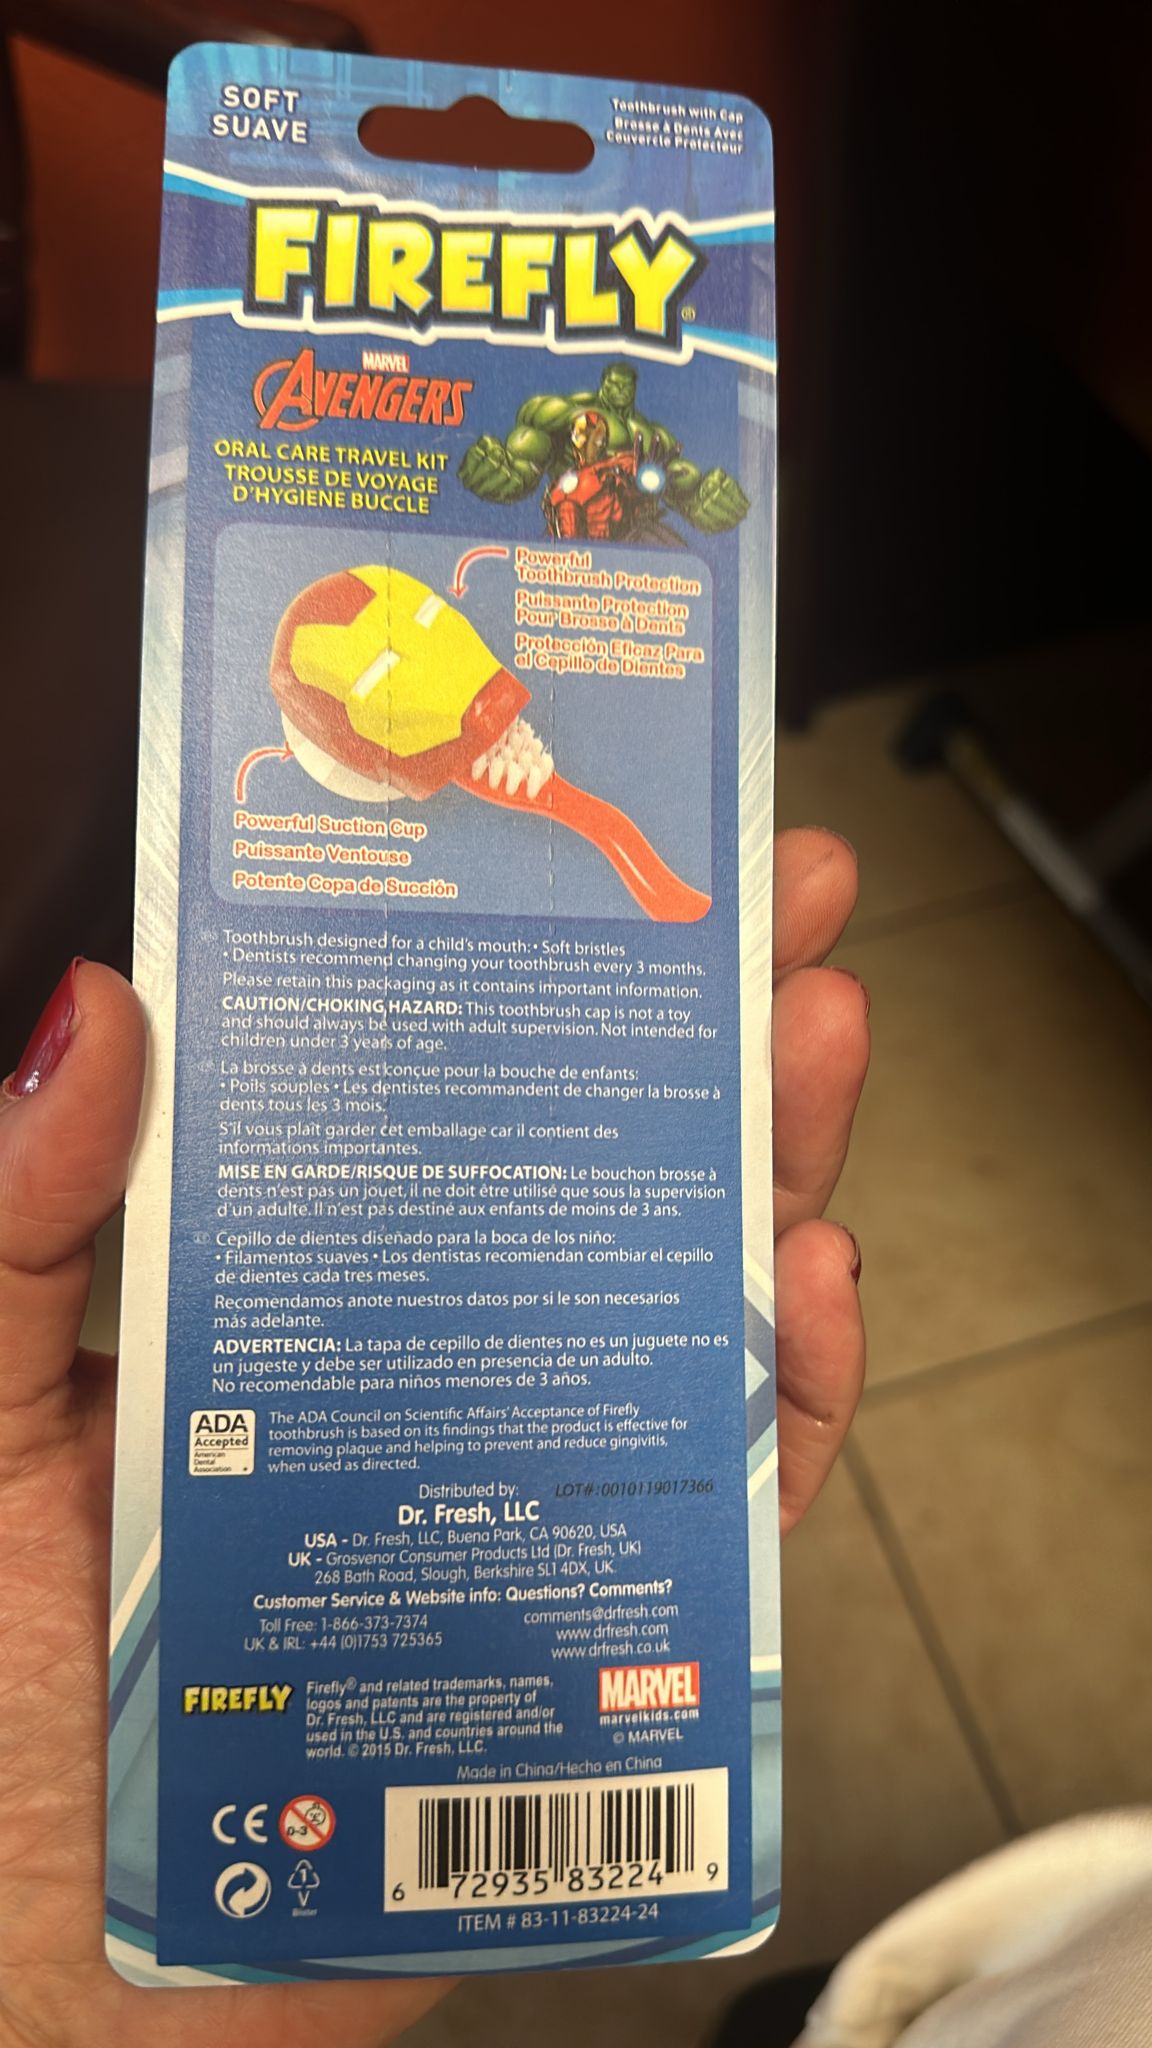 SOFT
SUAVE
Toothbrush with Cap
Brosse à Dents Avec
Couvercle Protecteur
FIREFLY®
MARVEL
AVENGERS
ORAL CARE TRAVEL KIT
TROUSSE DE VOYAGE
D'HYGIENE BUCCLE
Powerful
Toothbrush Protection
Puissante Protection
Pour Brosse à Dents
Protección Eficaz Para
el Cepillo de Dientes
Powerful Suction Cup
Puissante Ventouse
Potente Copa de Succión
Toothbrush designed for a child's mouth: • Soft bristles
• Dentists recommend changing your toothbrush every 3 months.
Please retain this packaging as it contains important information.
CAUTION/CHOKING HAZARD: This toothbrush cap is not a toy
and should always be used with adult supervision. Not intended for
children under 3 years of age.
La brosse à dents est conçue pour la bouche de enfants:
• Poils souples • Les dentistes recommandent de changer la brosse à
dents tous les 3 mois.
S'il vous plaît garder cet emballage car il contient des
informations importantes.
MISE EN GARDE/RISQUE DE SUFFOCATION: Le bouchon brosse à
dents n'est pas un jouet, il ne doit être utilisé que sous la supervision
d'un adulte. Il n'est pas destiné aux enfants de moins de 3 ans.
Cepillo de dientes diseñado para la boca de los niño:
• Filamentos suaves • Los dentistas recomiendan combiar el cepillo
de dientes cada tres meses.
Recomendamos anote nuestros datos por si le son necesarios
más adelante.
ADVERTENCIA: La tapa de cepillo de dientes no es un juguete no es
un jugeste y debe ser utilizado en presencia de un adulto.
No recomendable para niños menores de 3 años.
ADA
Accepted
American
Dental
Association
The ADA Council on Scientific Affairs' Acceptance of Firefly
toothbrush is based on its findings that the product is effective for
removing plaque and helping to prevent and reduce gingivitis,
when used as directed.
Distributed by: LOT#:0010119017366
Dr. Fresh, LLC
USA - Dr. Fresh, LLC, Buena Park, CA 90620, USA
UK - Grosvenor Consumer Products Ltd (Dr. Fresh, UK)
268 Bath Road, Slough, Berkshire SL1 4DX, UK.
Customer Service & Website info: Questions? Comments?
Toll Free: 1-866-373-7374
UK & IRL: +44 (0)1753 725365
comments@drfresh.com
www.drfresh.com
www.drfresh.co.uk
FIREFLY
Firefly® and related trademarks, names,
logos and patents are the property of
Dr. Fresh, LLC and are registered and/or
used in the U.S. and countries around the
world. © 2015 Dr. Fresh, LLC.
MARVEL
marvelkids.com
© MARVEL
Made in China/Hecho en China
CE
0-3
1
V
Blister
6 72935 83224 9
ITEM # 83-11-83224-24